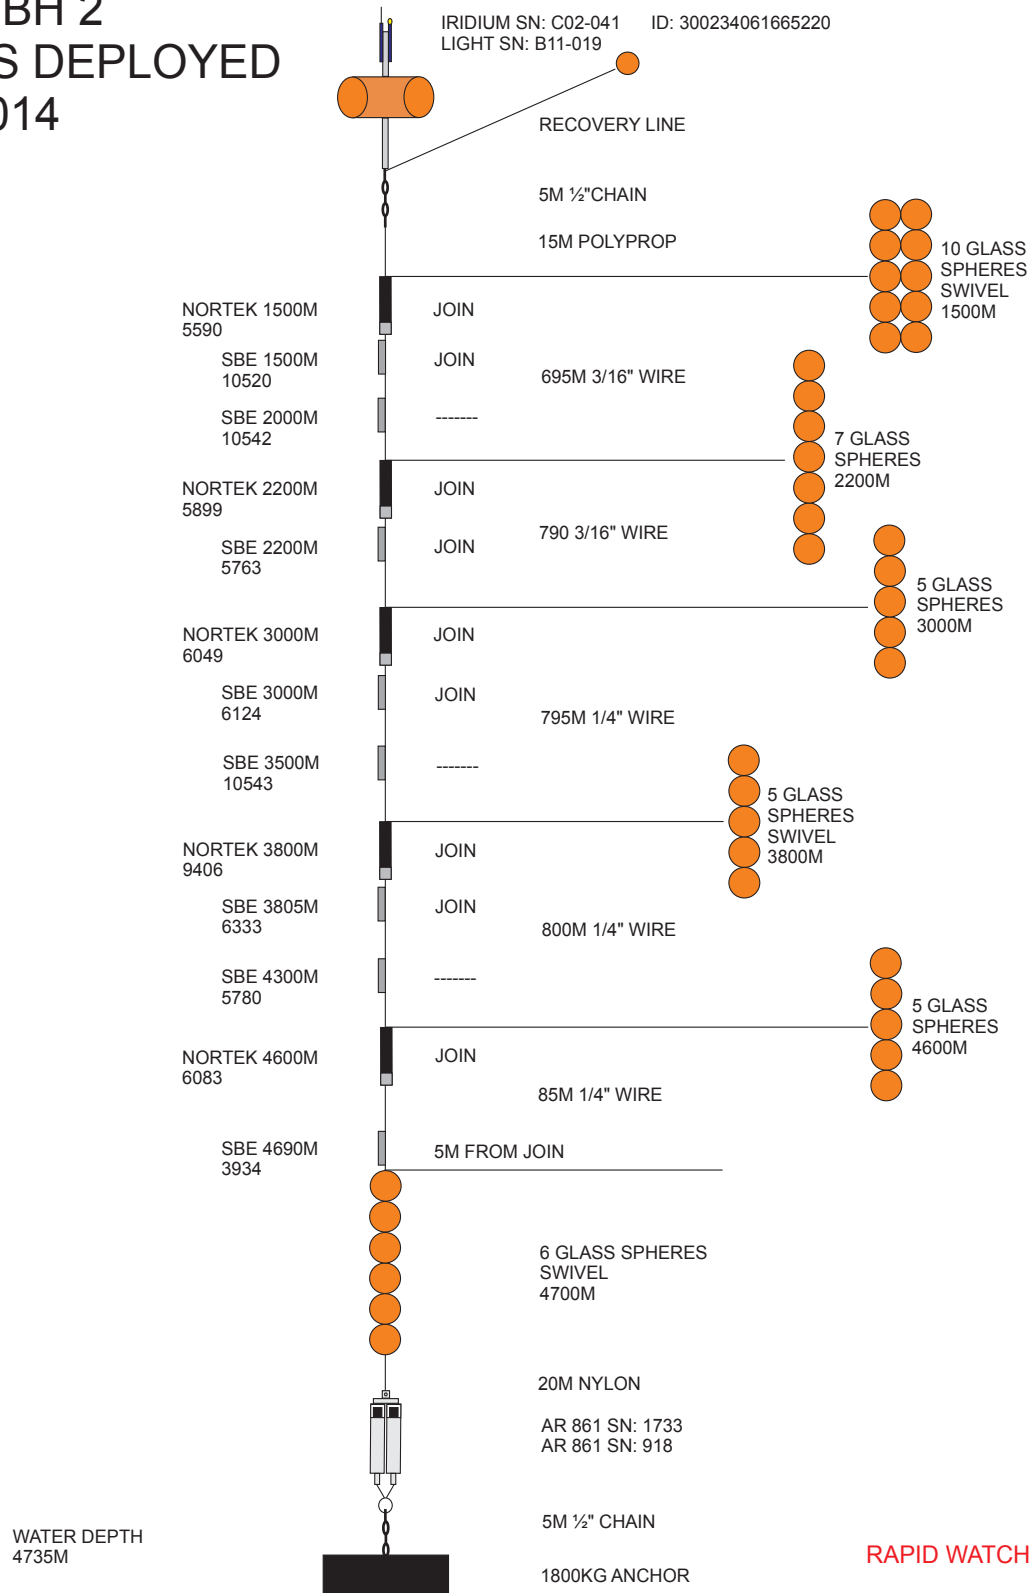 BH 2
S DEPLOYED
014
IRIDIUM SN: C02-041 ID: 300234061665220
LIGHT SN: B11-019
RECOVERY LINE
5M ½"CHAIN
15M POLYPROP
10 GLASS
SPHERES
SWIVEL
1500M
NORTEK 1500M
5590
JOIN
SBE 1500M
10520
JOIN
695M 3/16" WIRE
SBE 2000M
10542
-------
7 GLASS
SPHERES
2200M
NORTEK 2200M
5899
JOIN
790 3/16" WIRE
SBE 2200M
5763
JOIN
5 GLASS
SPHERES
3000M
NORTEK 3000M
6049
JOIN
SBE 3000M
6124
JOIN
795M 1/4" WIRE
SBE 3500M
10543
-------
5 GLASS
SPHERES
SWIVEL
3800M
NORTEK 3800M
9406
JOIN
SBE 3805M
6333
JOIN
800M 1/4" WIRE
SBE 4300M
5780
-------
5 GLASS
SPHERES
4600M
NORTEK 4600M
6083
JOIN
85M 1/4" WIRE
SBE 4690M
3934
5M FROM JOIN
6 GLASS SPHERES
SWIVEL
4700M
20M NYLON
AR 861 SN: 1733
AR 861 SN: 918
5M ½" CHAIN
WATER DEPTH
4735M
1800KG ANCHOR
RAPID WATCH